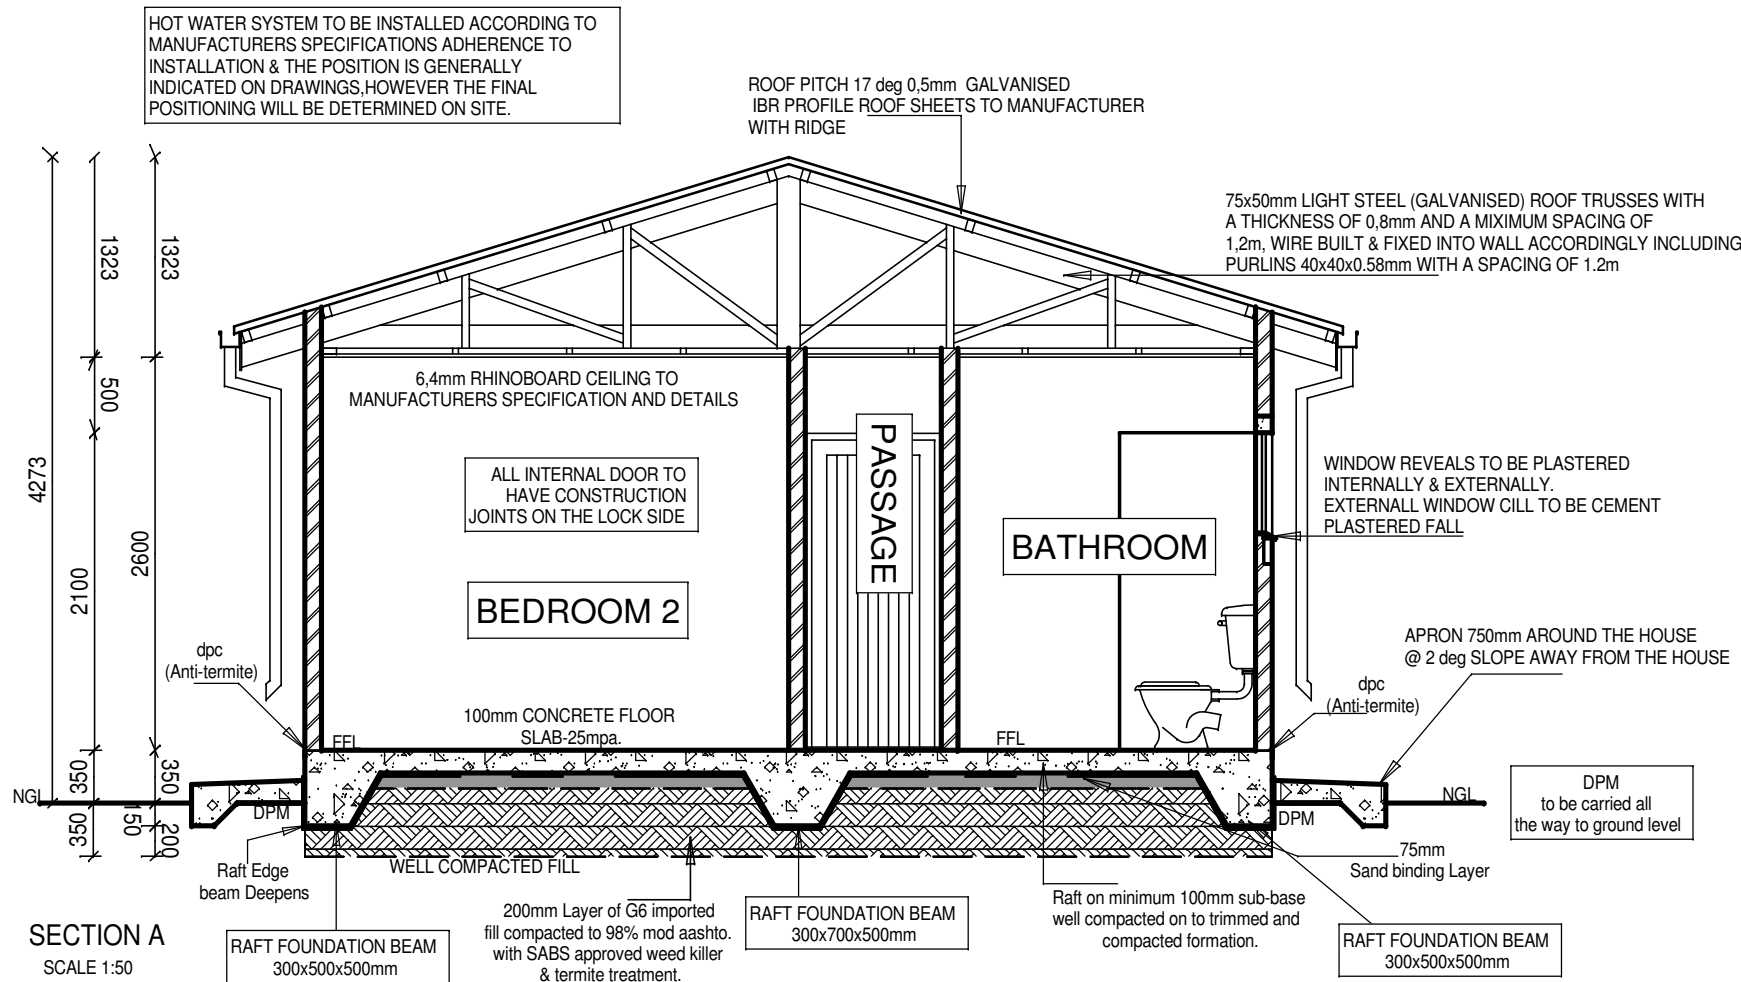 HOT WATER SYSTEM TO BE INSTALLED ACCORDING TO
MANUFACTURERS SPECIFICATIONS ADHERENCE TO
INSTALLATION & THE POSITION IS GENERALLY
INDICATED ON DRAWINGS,HOWEVER THE FINAL
POSITIONING WILL BE DETERMINED ON SITE.
ROOF PITCH 17 deg 0,5mm GALVANISED
IBR PROFILE ROOF SHEETS TO MANUFACTURER
WITH RIDGE
75x50mm LIGHT STEEL (GALVANISED) ROOF TRUSSES WITH
A THICKNESS OF 0,8mm AND A MIXIMUM SPACING OF
1,2m, WIRE BUILT & FIXED INTO WALL ACCORDINGLY INCLUDING
PURLINS 40x40x0.58mm WITH A SPACING OF 1.2m
4273
1323
1323
500
2100
2600
350
350
350
150
200
6,4mm RHINOBOARD CEILING TO
MANUFACTURERS SPECIFICATION AND DETAILS
ALL INTERNAL DOOR TO
HAVE CONSTRUCTION
JOINTS ON THE LOCK SIDE
BEDROOM 2
PASSAGE
BATHROOM
WINDOW REVEALS TO BE PLASTERED
INTERNALLY & EXTERNALLY.
EXTERNALL WINDOW CILL TO BE CEMENT
PLASTERED FALL
dpc
(Anti-termite)
APRON 750mm AROUND THE HOUSE
@ 2 deg SLOPE AWAY FROM THE HOUSE
dpc
(Anti-termite)
100mm CONCRETE FLOOR
SLAB-25mpa.
FFL
FFL
NGL
NGL
DPM
DPM
DPM
to be carried all
the way to ground level
75mm
Sand binding Layer
Raft Edge
beam Deepens
WELL COMPACTED FILL
200mm Layer of G6 imported
fill compacted to 98% mod aashto.
with SABS approved weed killer
& termite treatment.
RAFT FOUNDATION BEAM
300x700x500mm
Raft on minimum 100mm sub-base
well compacted on to trimmed and
compacted formation.
RAFT FOUNDATION BEAM
300x500x500mm
RAFT FOUNDATION BEAM
300x500x500mm
SECTION A
SCALE 1:50